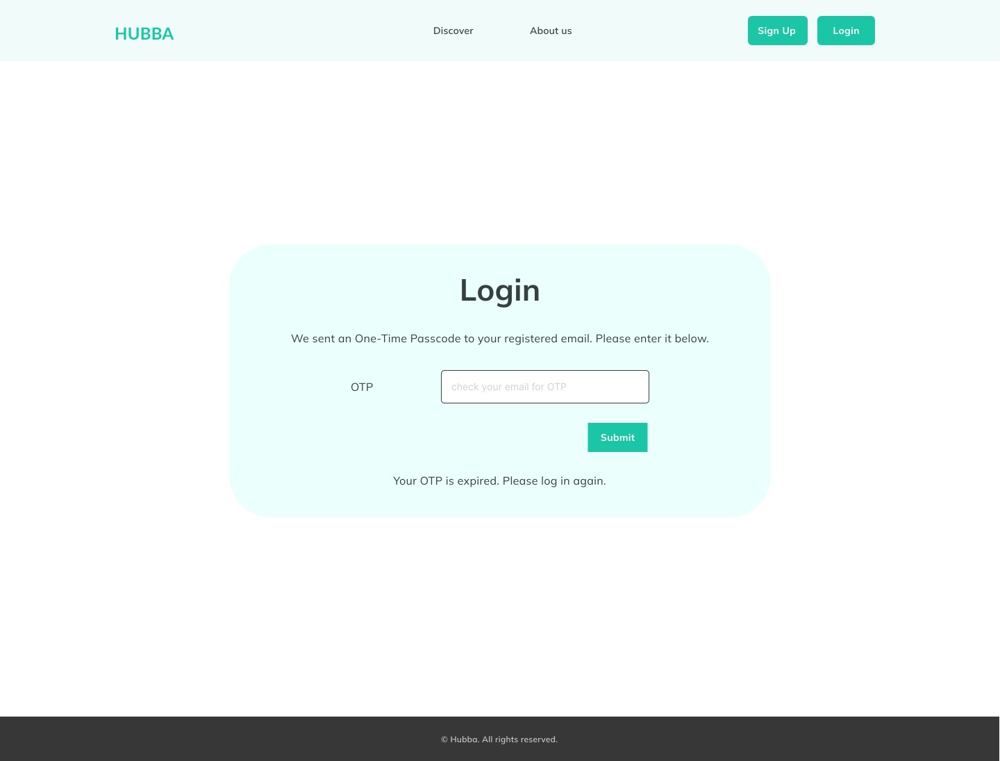 HUBBA
Discover
About us
Sign Up
Login
Login
We sent an One-Time Passcode to your registered email. Please enter it below.
OTP
check your email for OTP
Submit
Your OTP is expired. Please log in again.
© Hubba. All rights reserved.